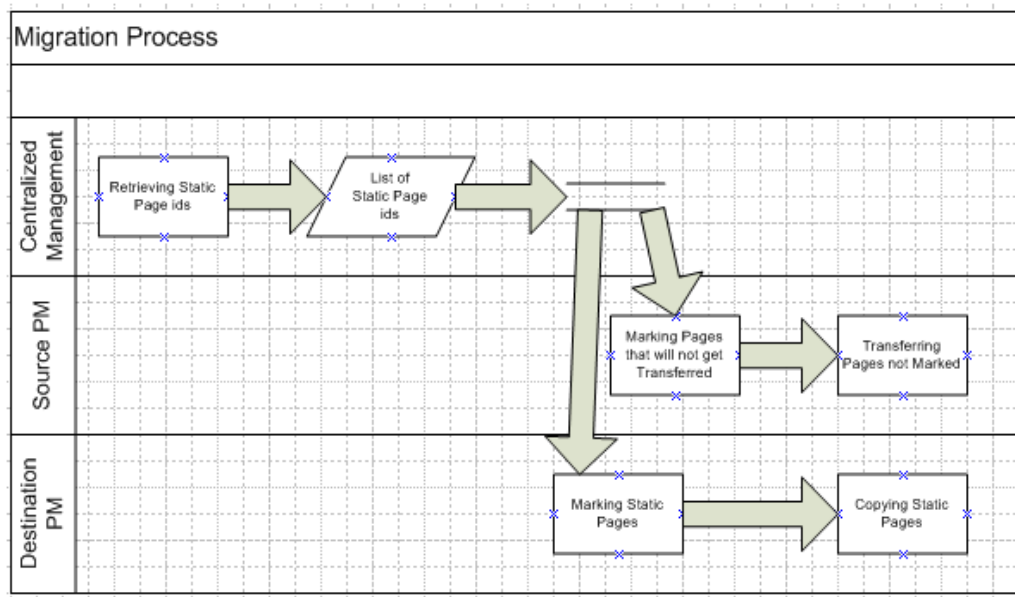 Migration Process
Centralized
Management
Retrieving Static
Page ids
List of
Static Page
ids
Source PM
Marking Pages
that will not get
Transferred
Transferring
Pages not Marked
Destination
PM
Marking Static
Pages
Copying Static
Pages